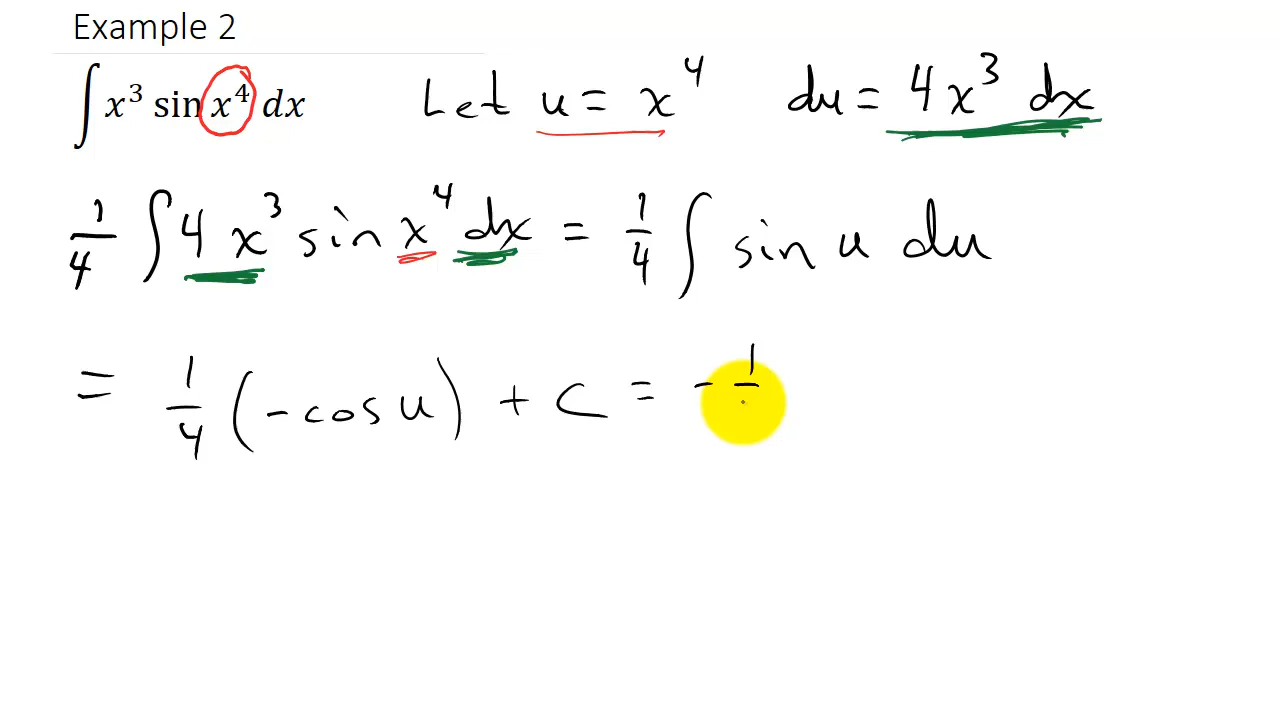 Example 2
∫ x³ sin x⁴ dx Let u = x⁴ du = 4x³ dx
1/4 ∫ 4x³ sin x⁴ dx = 1/4 ∫ sin u du
= 1/4 (- cos u) + C = - 1/